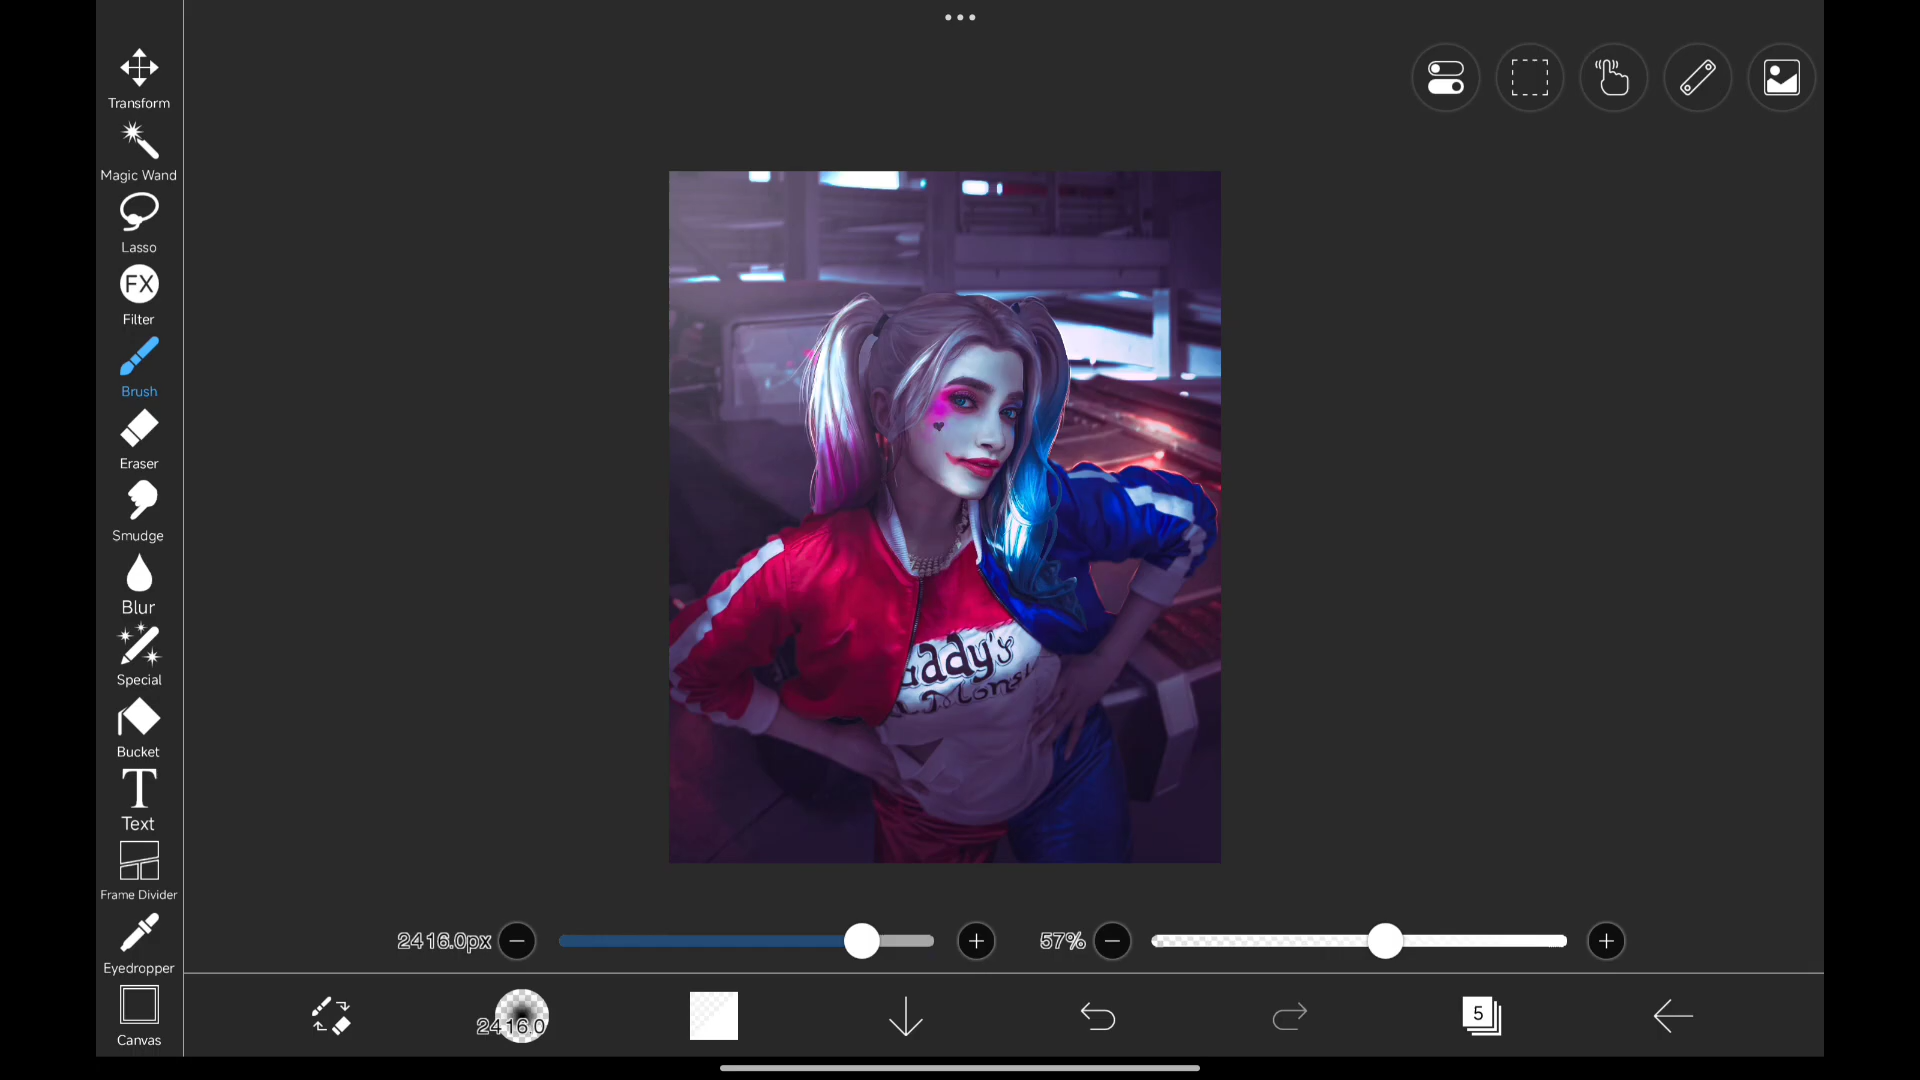 Transform
Magic Wand
Lasso
FX
Filter
Brush
Eraser
Smudge
Blur
Special
Bucket
T
Text
Frame Divider
Eyedropper
Canvas
addy's
2416.0px
57%
2416.0
5